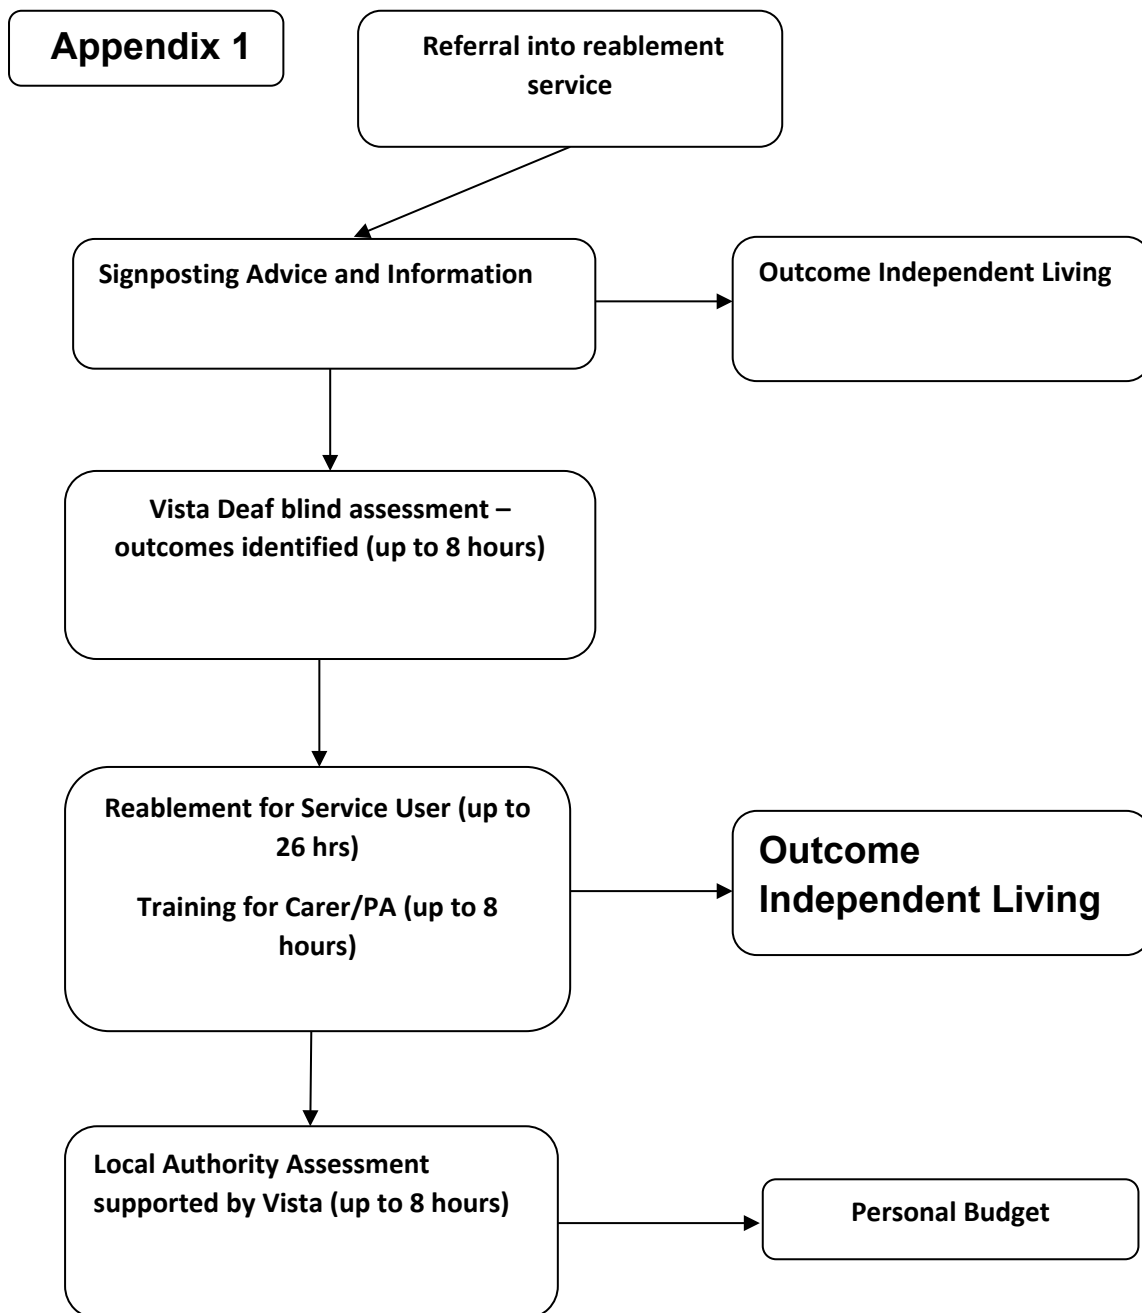 Appendix 1
Referral into reablement
service
Signposting Advice and Information
Outcome Independent Living
Vista Deaf blind assessment –
outcomes identified (up to 8 hours)
Reablement for Service User (up to
26 hrs)
Training for Carer/PA (up to 8
hours)
Outcome
Independent Living
Local Authority Assessment
supported by Vista (up to 8 hours)
Personal Budget